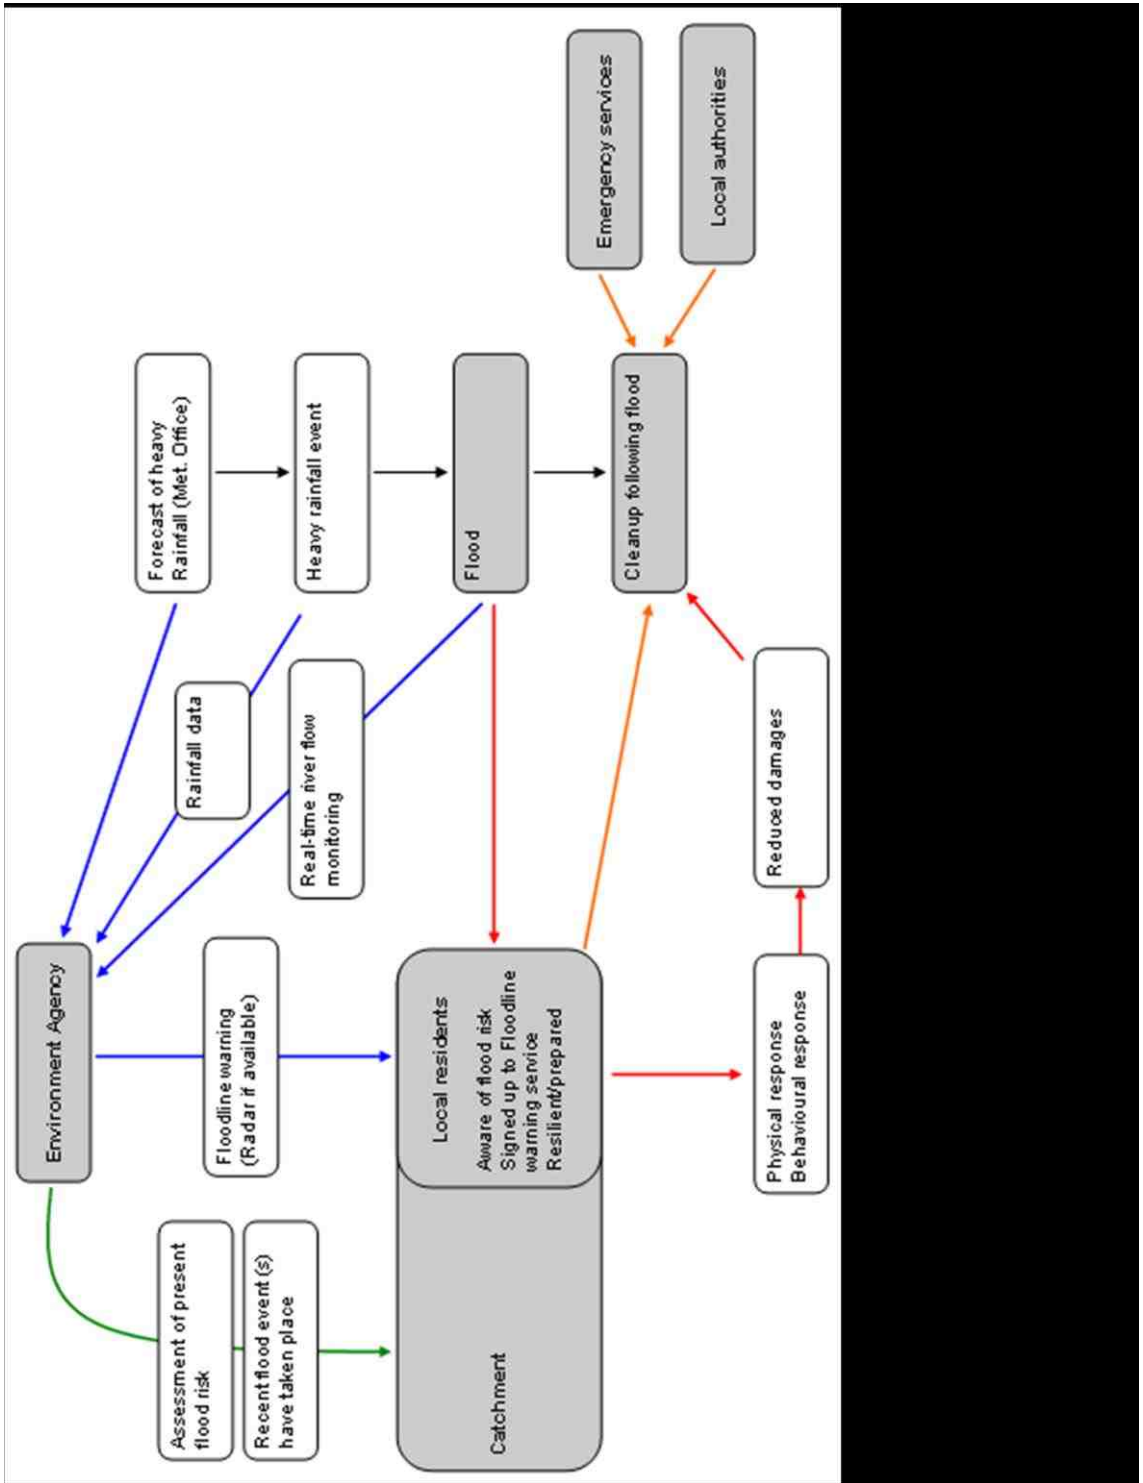 Environment Agency
Forecast of heavy
Rainfall (Met. Office)
Assessment of present
flood risk
Floodline warning
(Radar if available)
Rainfall data
Recent flood event (s)
have taken place
Real-time river flow
monitoring
Heavy rainfall event
Catchment
Local residents
Aware of flood risk
Signed up to Floodline
warning service
Resilient/prepared
Flood
Cleanup following flood
Emergency services
Local authorities
Physical response
Behavioural response
Reduced damages